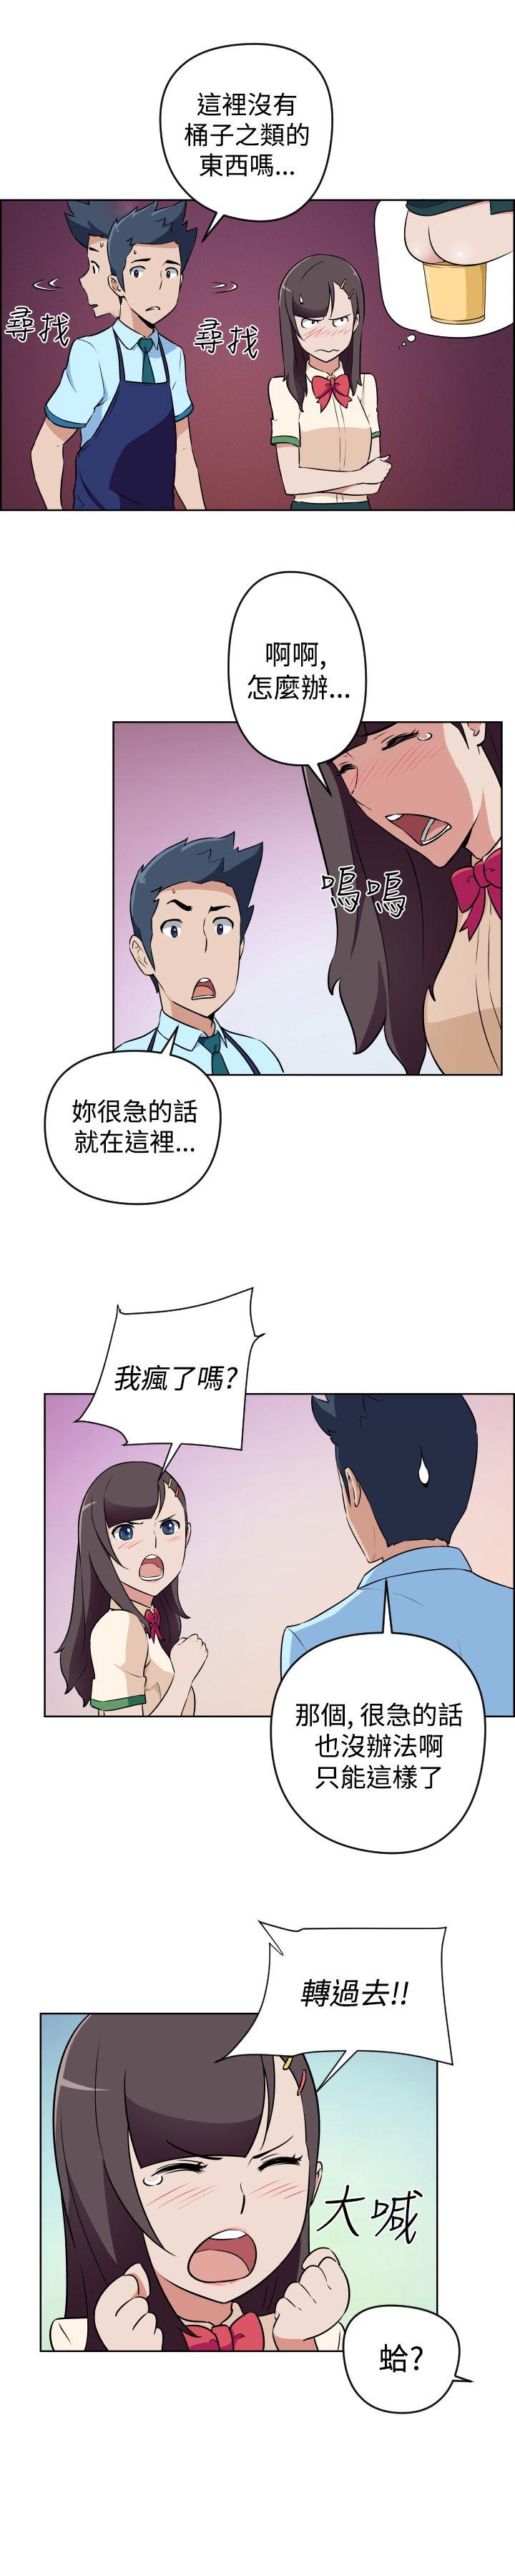 這裡沒有
桶子之類的
東西嗎...
尋找
尋找
啊啊,
怎麼辦...
嗚嗚
妳很急的話
就在這裡...
我瘋了嗎?
那個, 很急的話
也沒辦法啊
只能這樣了
轉過去!!
大喊
蛤?